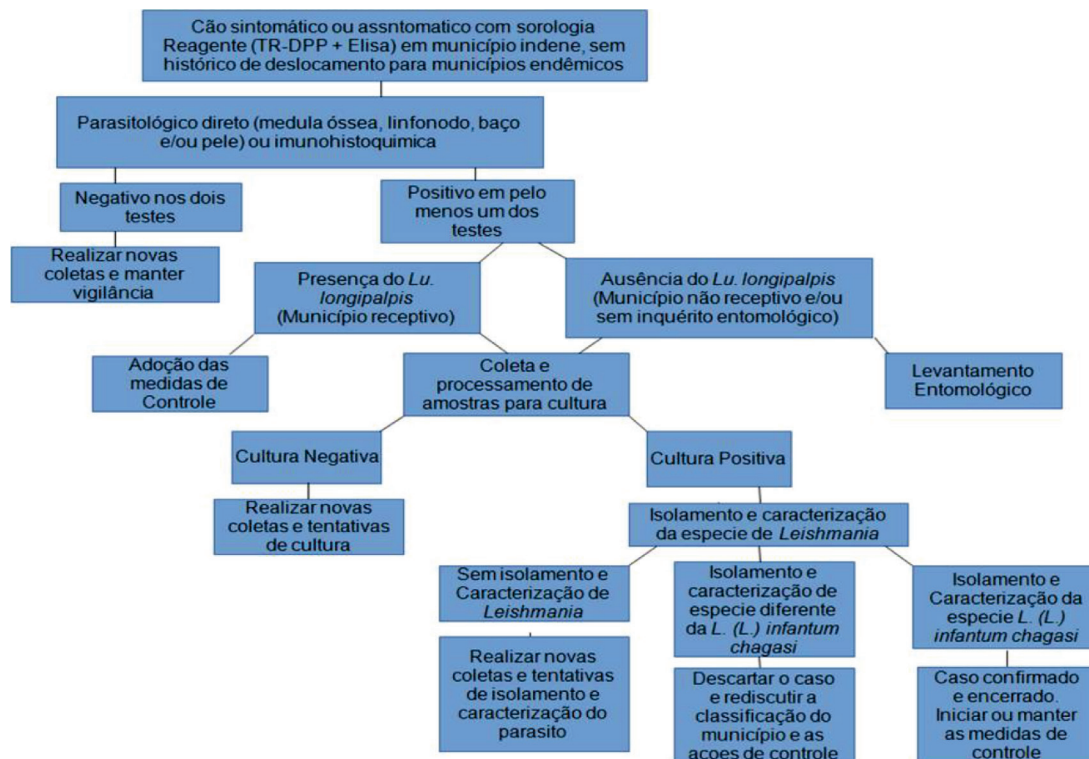 Cão sintomático ou assntomatico com sorologia
Reagente (TR-DPP + Elisa) em município indene, sem
histórico de deslocamento para municípios endêmicos
Parasitológico direto (medula óssea, linfonodo, baço
e/ou pele) ou imunohistoquimica
Negativo nos dois
testes
Positivo em pelo
menos um dos
testes
Realizar novas
coletas e manter
vigilância
Presença do Lu.
longipalpis
(Município receptivo)
Ausência do Lu. longipalpis
(Município não receptivo e/ou
sem inquérito entomológico)
Adoção das
medidas de
Controle
Coleta e
processamento de
amostras para cultura
Levantamento
Entomológico
Cultura Negativa
Cultura Positiva
Realizar novas
coletas e tentativas
de cultura
Isolamento e caracterização
da especie de Leishmania
Sem isolamento e
Caracterização de
Leishmania
Isolamento e
caracterização de
especie diferente
da L. (L.) infantum
chagasi
Isolamento e
Caracterização da
especie L. (L.)
infantum chagasi
Realizar novas
coletas e tentativas
de isolamento e
caracterização do
parasito
Descartar o caso
e rediscutir a
classificação do
município e as
açoes de controle
Caso confirmado
e encerrado.
Iniciar ou manter
as medidas de
controle